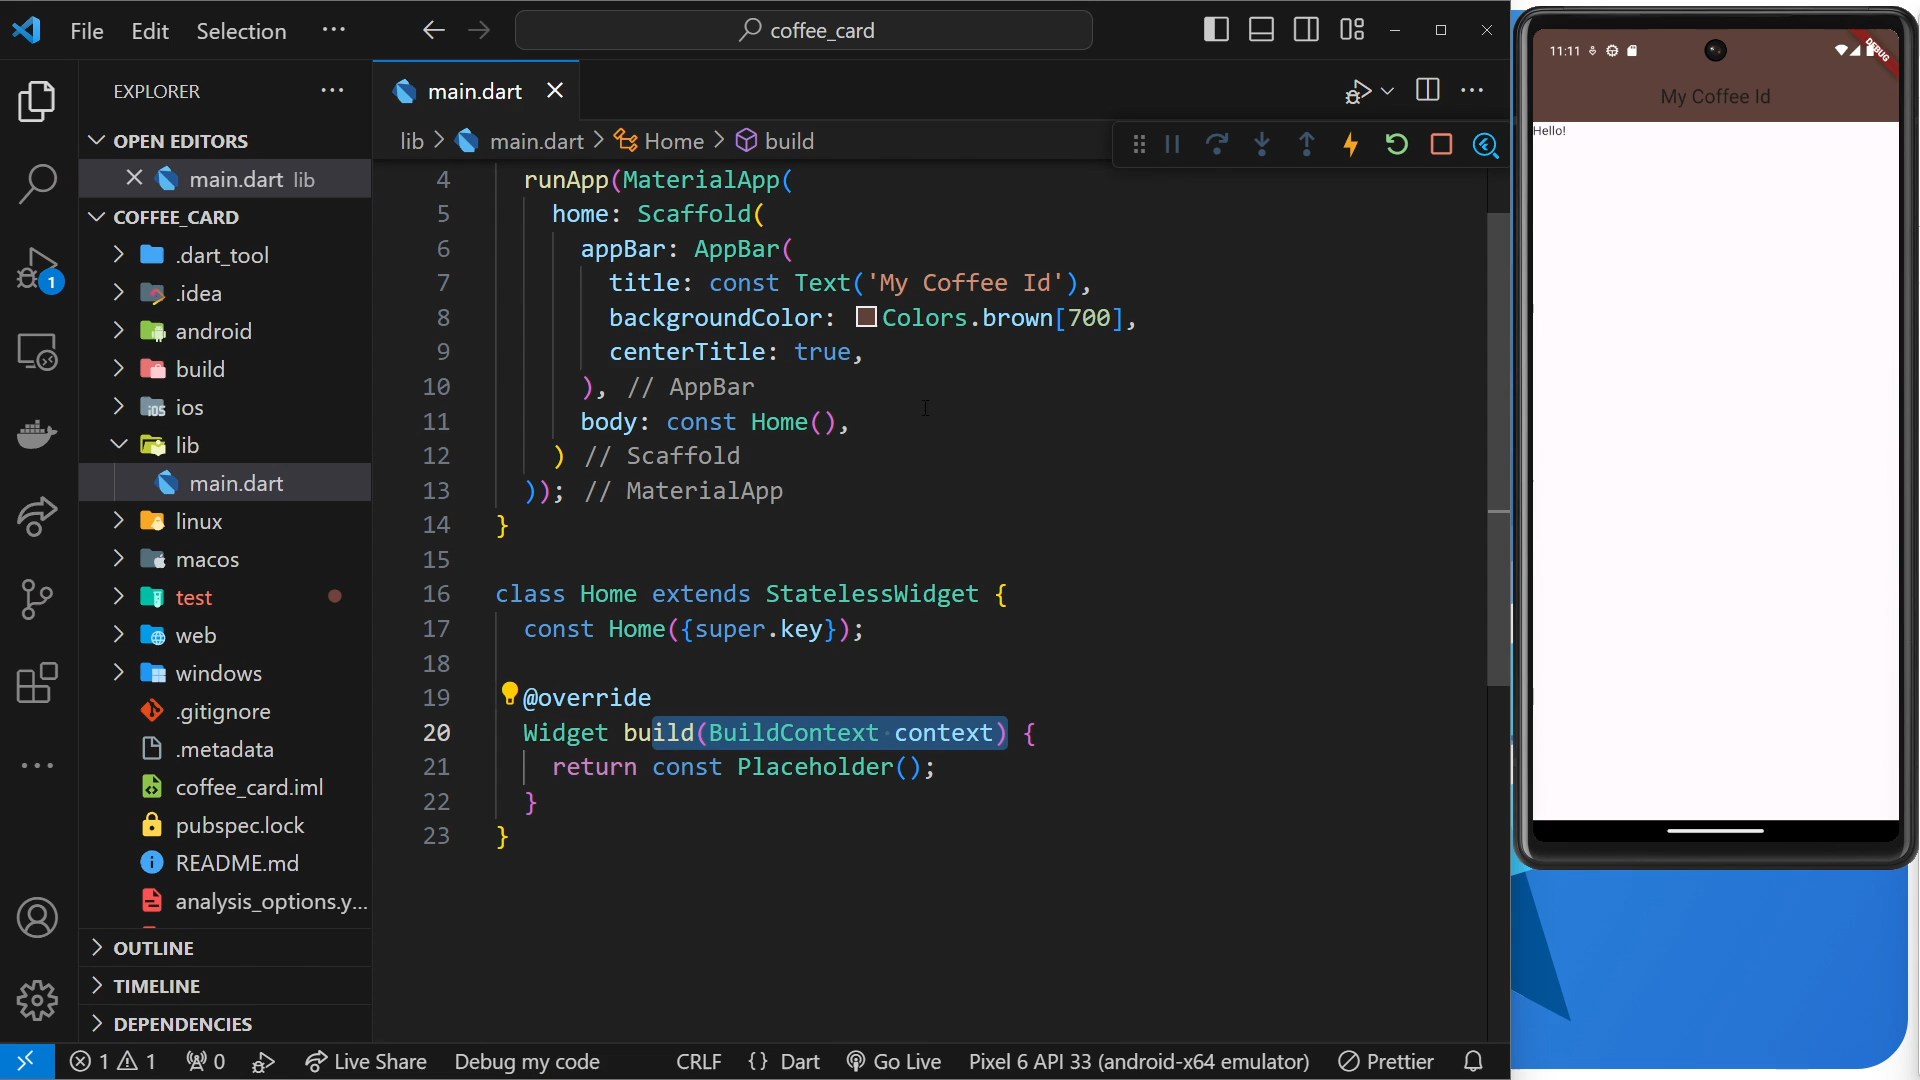 File Edit Selection ···
coffee_card
EXPLORER
OPEN EDITORS
main.dart lib
COFFEE_CARD
.dart_tool
.idea
android
build
ios
lib
main.dart
linux
macos
test
web
windows
.gitignore
.metadata
coffee_card.iml
pubspec.lock
README.md
analysis_options.y...
OUTLINE
TIMELINE
DEPENDENCIES
1
main.dart
lib > main.dart > Home > build
4 runApp(MaterialApp(
5 home: Scaffold(
6 appBar: AppBar(
7 title: const Text('My Coffee Id'),
8 backgroundColor: Colors.brown[700],
9 centerTitle: true,
10 ), // AppBar
11 body: const Home(),
12 ) // Scaffold
13 )); // MaterialApp
14 }
15
16 class Home extends StatelessWidget {
17 const Home({super.key});
18
19 @override
20 Widget build(BuildContext context) {
21 return const Placeholder();
22 }
23 }
1 1 0 Live Share Debug my code CRLF {} Dart Go Live Pixel 6 API 33 (android-x64 emulator) Prettier
11:11
DEBUG
My Coffee Id
Hello!